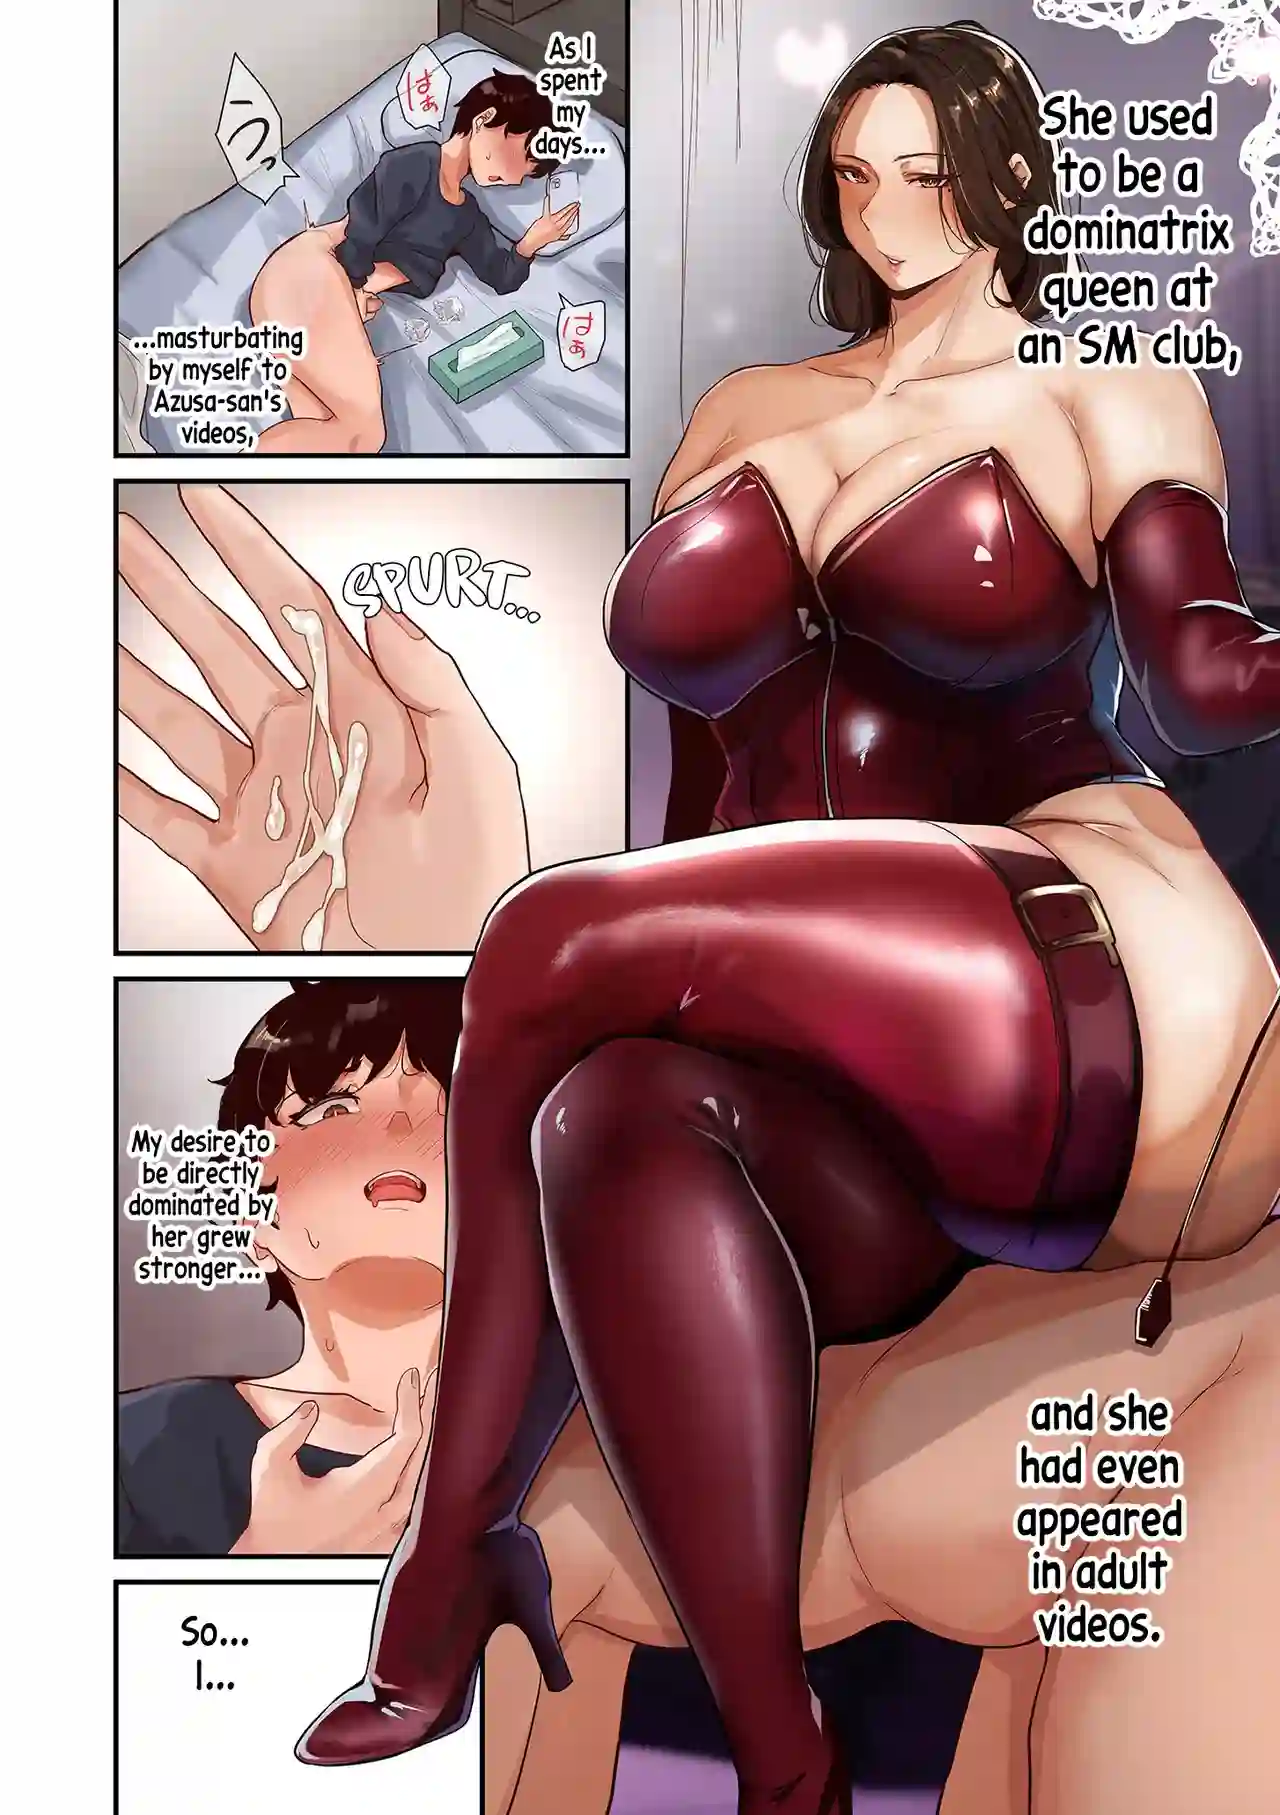 She used
to be a
dominatrix
queen at
an SM club,
and she
had even
appeared
in adult
videos.
As I
spent
my
days...
はぁ
うっ
はぁ
...masturbating
by myself to
Azusa-san's
videos,
SPURT...
My desire to
be directly
dominated by
her grew
stronger...
So...
I...